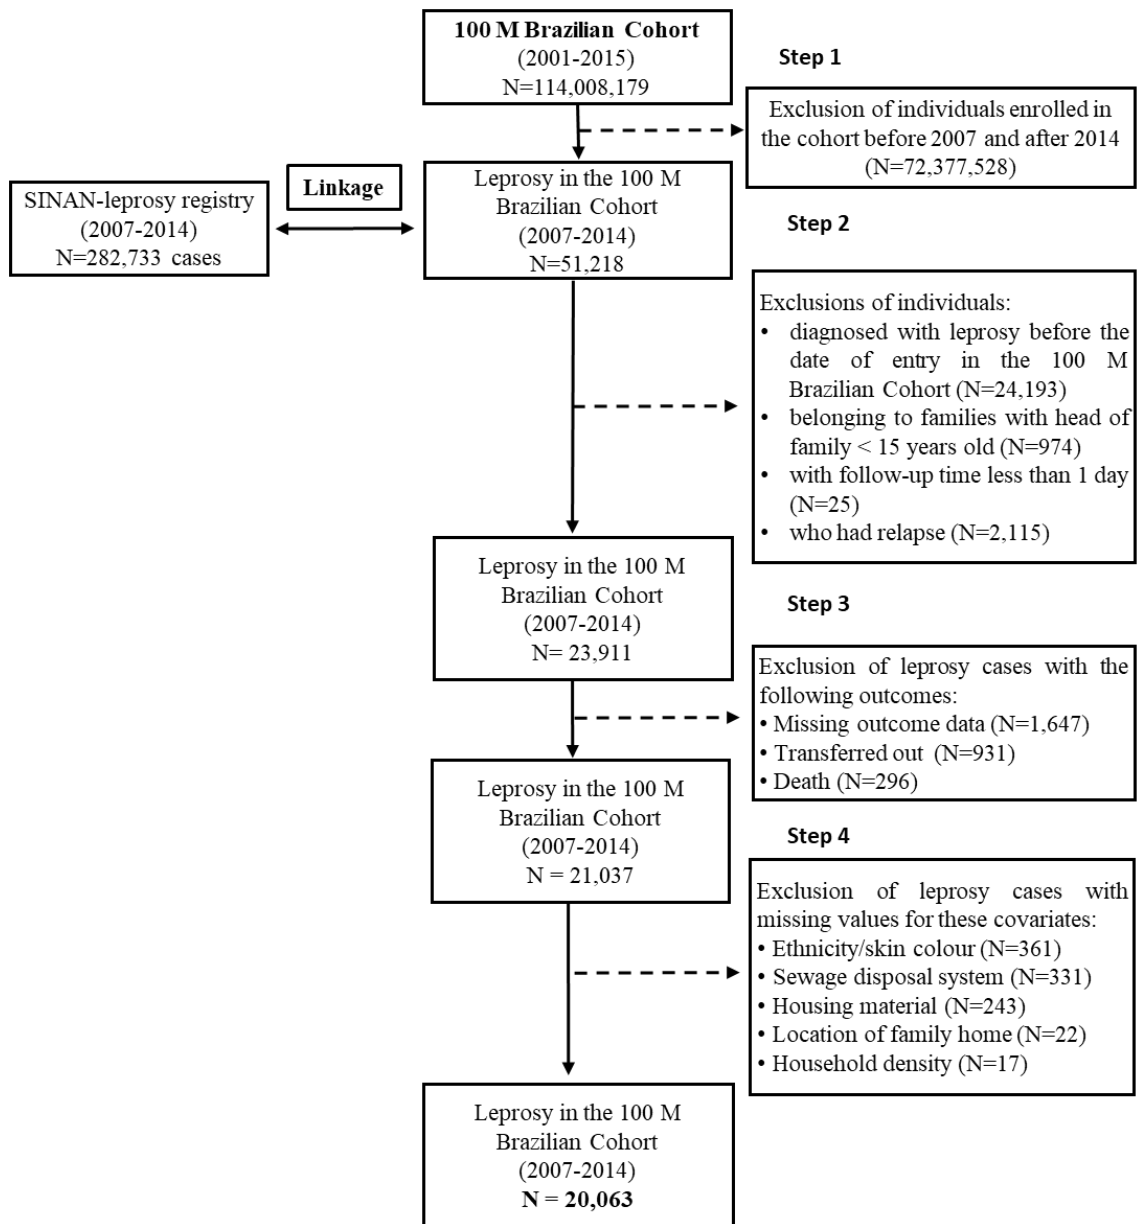 100 M Brazilian Cohort
(2001-2015)
N=114,008,179
Step 1
Exclusion of individuals enrolled in
the cohort before 2007 and after 2014
(N=72,377,528)
SINAN-leprosy registry
(2007-2014)
N=282,733 cases
Linkage
Leprosy in the 100 M
Brazilian Cohort
(2007-2014)
N=51,218
Step 2
Exclusions of individuals:
• diagnosed with leprosy before the
date of entry in the 100 M
Brazilian Cohort (N=24,193)
• belonging to families with head of
family < 15 years old (N=974)
• with follow-up time less than 1 day
(N=25)
• who had relapse (N=2,115)
Leprosy in the 100 M
Brazilian Cohort
(2007-2014)
N= 23,911
Step 3
Exclusion of leprosy cases with the
following outcomes:
• Missing outcome data (N=1,647)
• Transferred out (N=931)
• Death (N=296)
Leprosy in the 100 M
Brazilian Cohort
(2007-2014)
N = 21,037
Step 4
Exclusion of leprosy cases with
missing values for these covariates:
• Ethnicity/skin colour (N=361)
• Sewage disposal system (N=331)
• Housing material (N=243)
• Location of family home (N=22)
• Household density (N=17)
Leprosy in the 100 M
Brazilian Cohort
(2007-2014)
N = 20,063